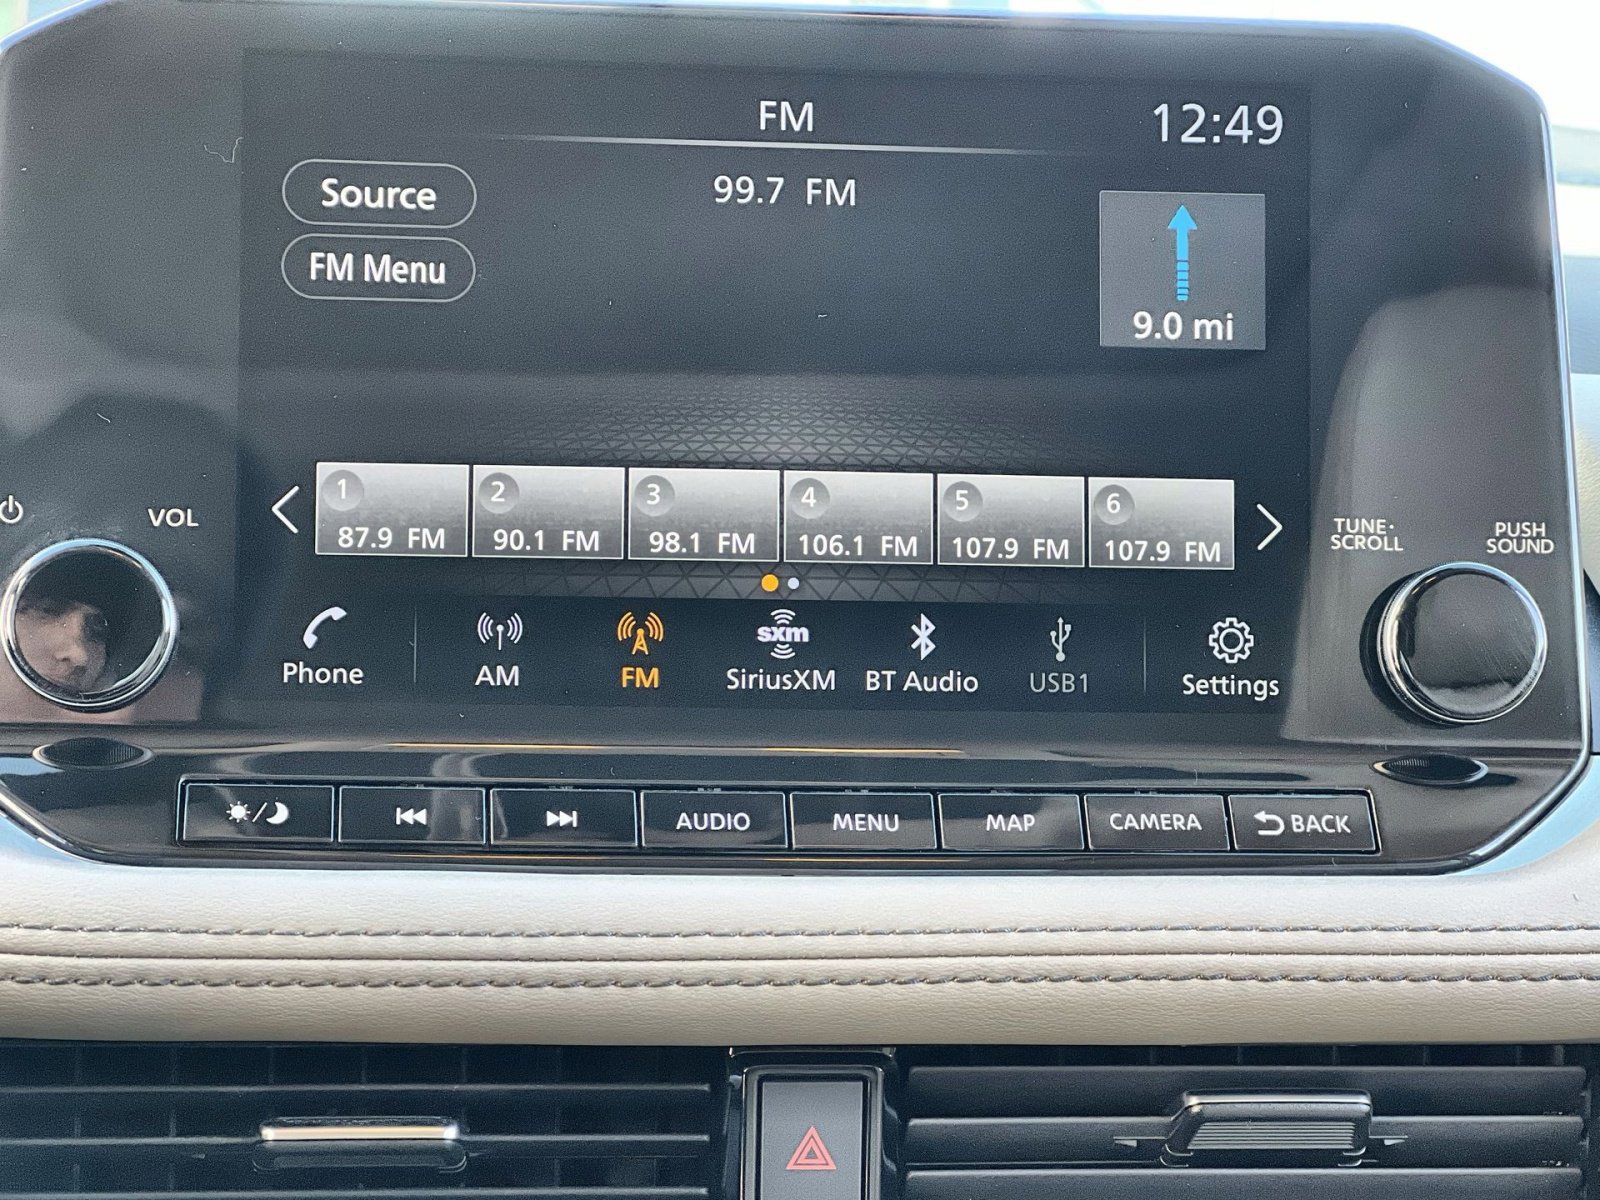 FM
12:49
Source
99.7 FM
FM Menu
9.0 mi
1
2
3
4
5
6
87.9 FM
90.1 FM
98.1 FM
106.1 FM
107.9 FM
107.9 FM
VOL
TUNE·
SCROLL
PUSH
SOUND
sxm
Phone
AM
FM
SiriusXM
BT Audio
USB1
Settings
AUDIO
MENU
MAP
CAMERA
BACK